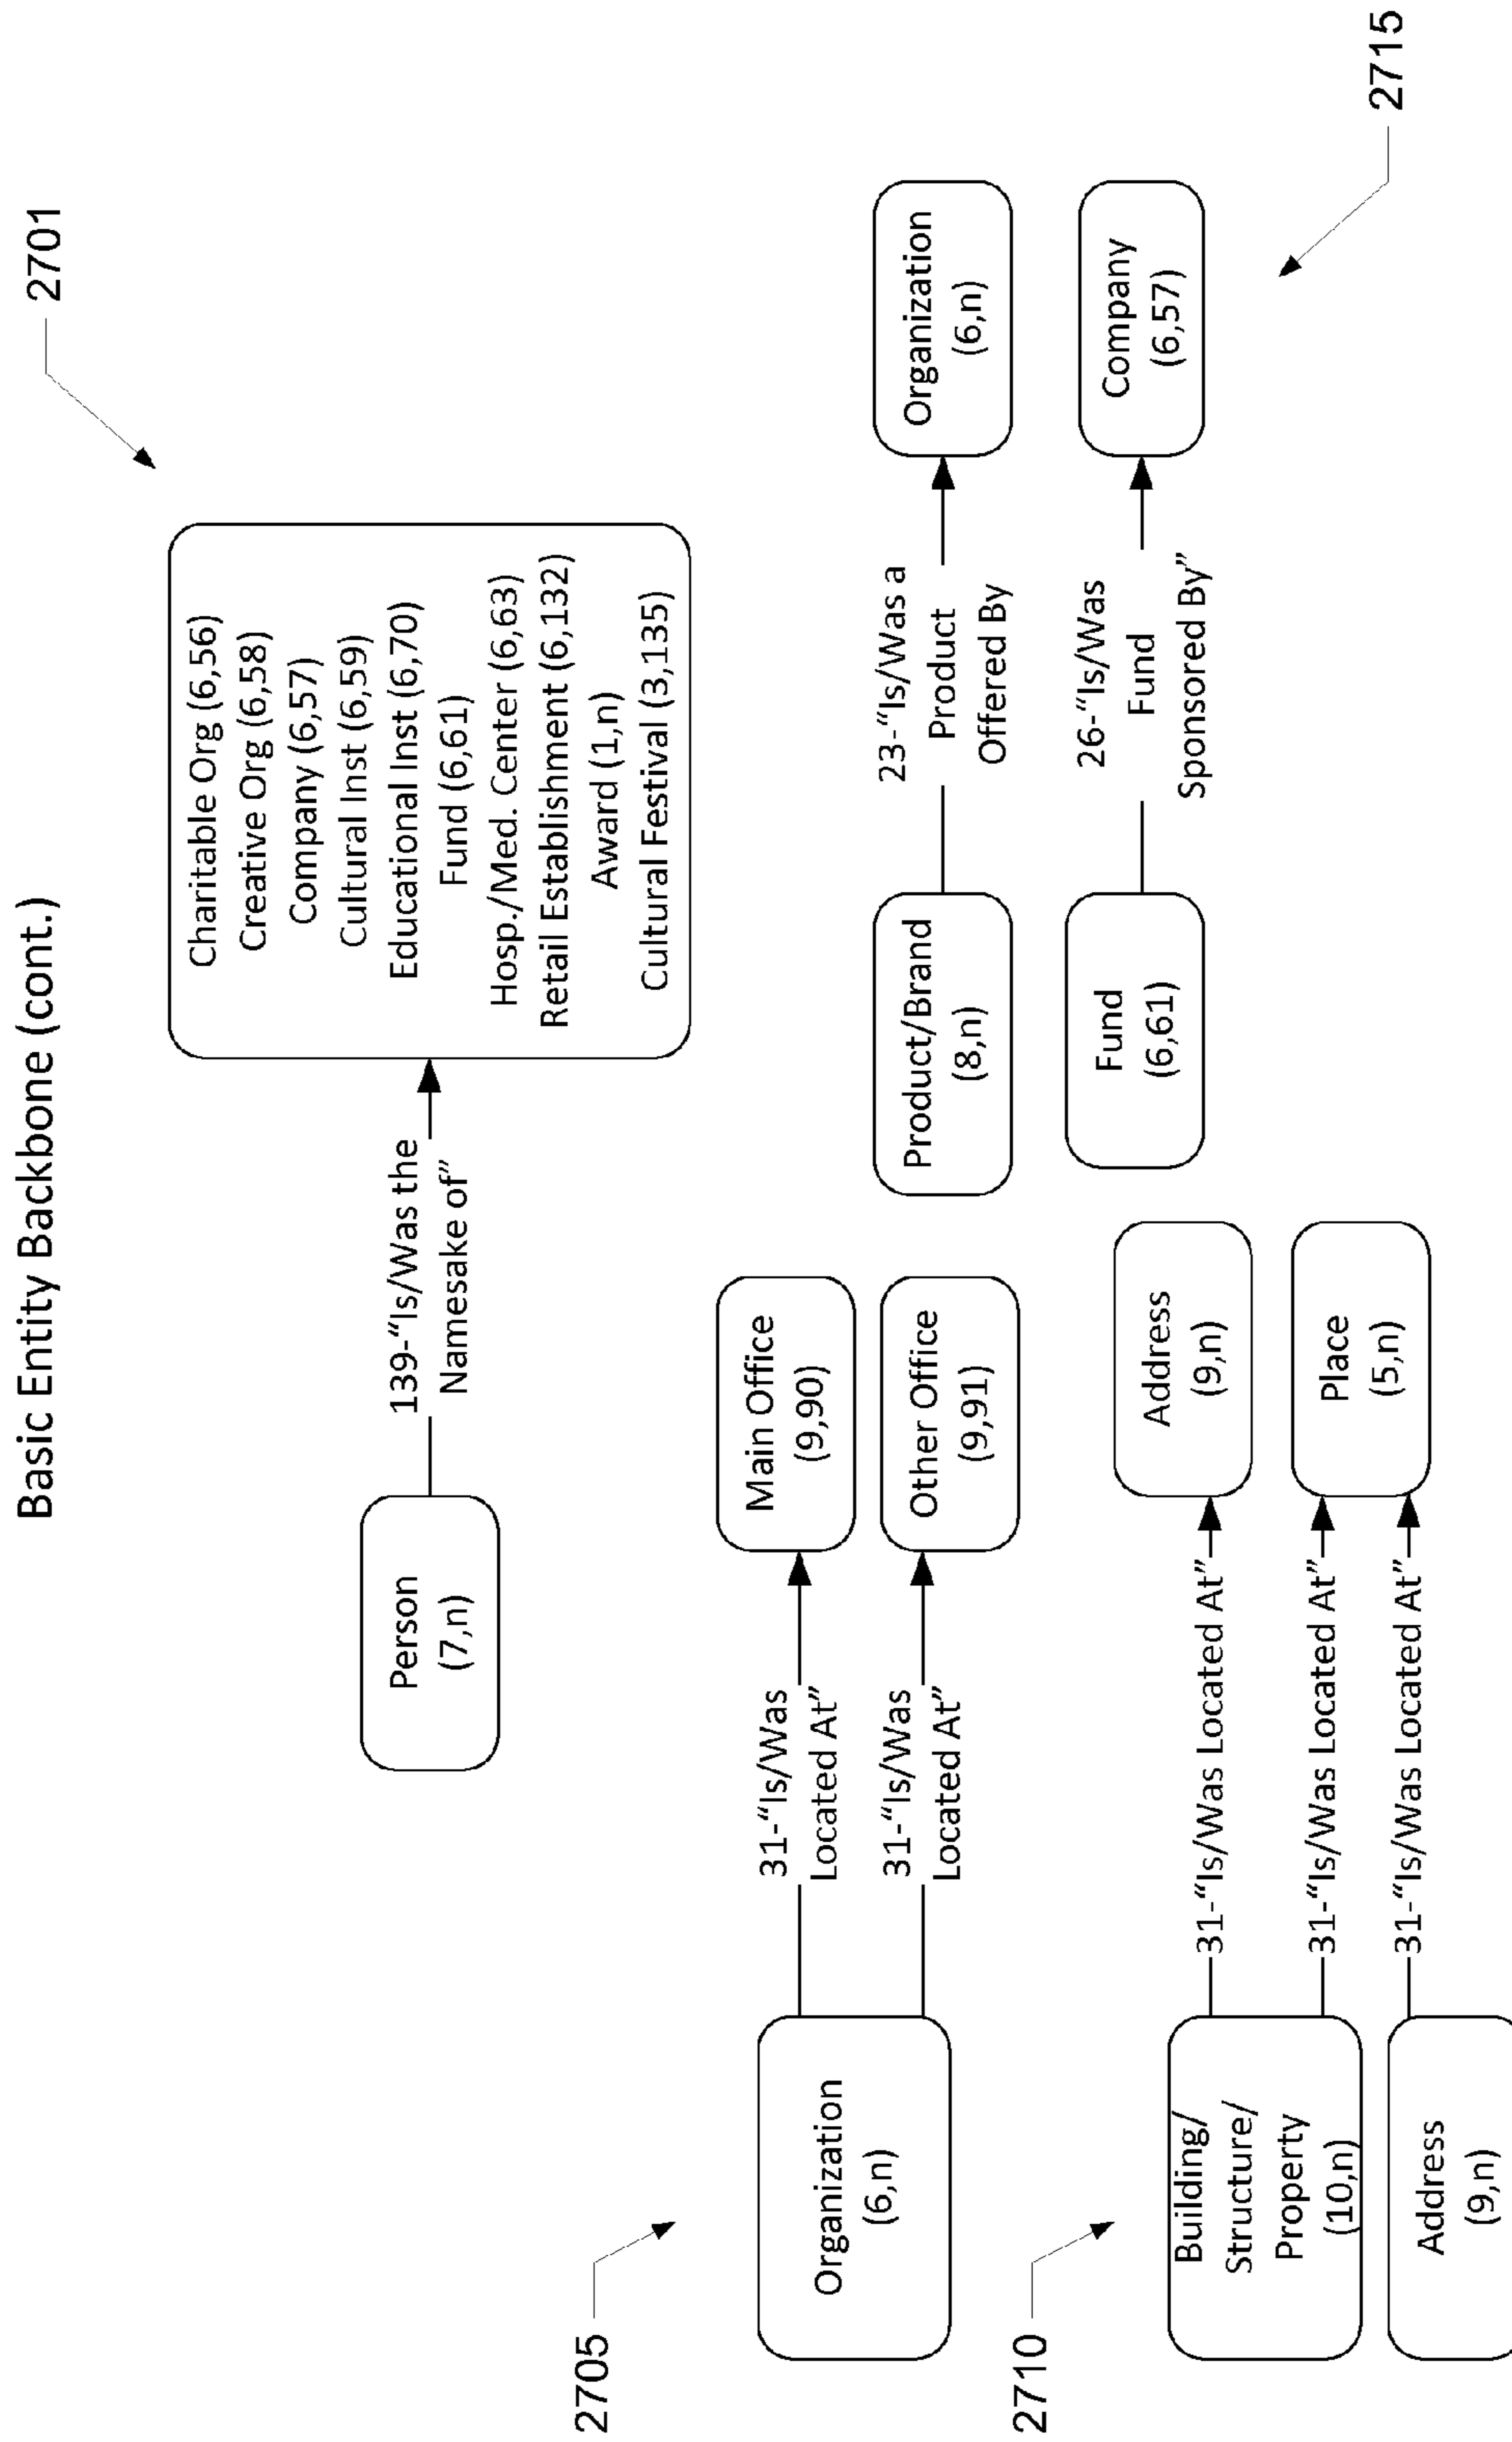 Basic Entity Backbone (cont.)
2701
Person
(7,n)
139-“Is/Was the
Namesake of”
Charitable Org (6,56)
Creative Org (6,58)
Company (6,57)
Cultural Inst (6,59)
Educational Inst (6,70)
Fund (6,61)
Hosp./Med. Center (6,63)
Retail Establishment (6,132)
Award (1,n)
Cultural Festival (3,135)
2705
Organization
(6,n)
31-“Is/Was
Located At”
Main Office
(9,90)
31-“Is/Was
Located At”
Other Office
(9,91)
Product/Brand
(8,n)
23-“Is/Was a
Product
Offered By
Organization
(6,n)
Fund
(6,61)
26-“Is/Was
Fund
Sponsored By”
Company
(6,57)
2715
2710
Building/
Structure/
Property
(10,n)
31-“Is/Was Located At”
Address
(9,n)
31-“Is/Was Located At”
Place
(5,n)
Address
(9,n)
31-“Is/Was Located At”